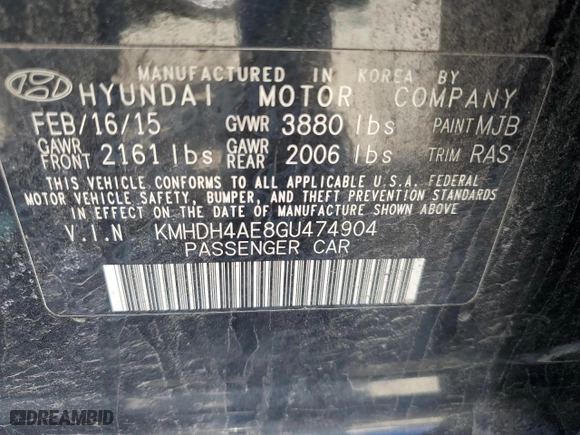 MANUFACTURED IN KOREA BY
HYUNDAI MOTOR COMPANY
FEB/16/15 GVWR 3880 lbs PAINT MJB
GAWR FRONT 2161 lbs GAWR REAR 2006 lbs TRIM RAS
THIS VEHICLE CONFORMS TO ALL APPLICABLE U.S.A. FEDERAL
MOTOR VEHICLE SAFETY, BUMPER, AND THEFT PREVENTION STANDARDS
IN EFFECT ON THE DATE OF MANUFACTURE SHOWN ABOVE.
V.I.N KMHDH4AE8GU474904
PASSENGER CAR
DREAMBID